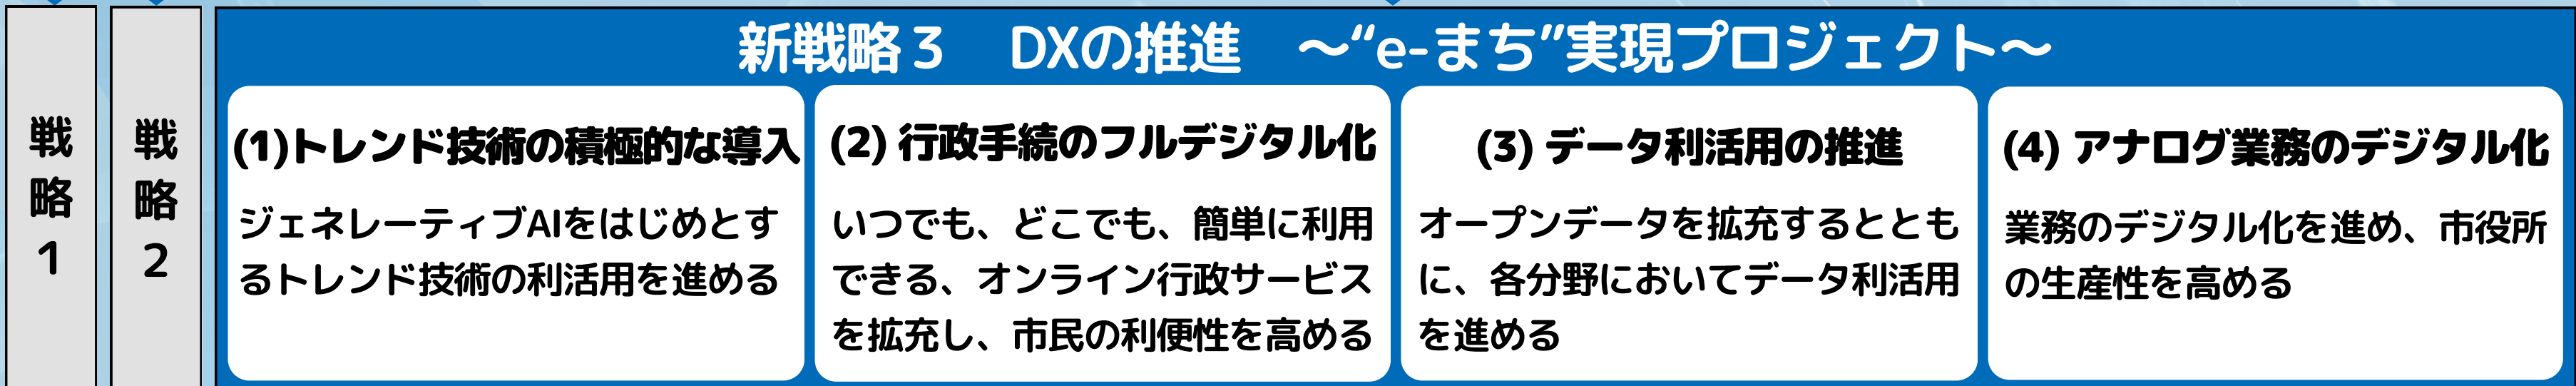 戦略1
戦略2
新戦略3　DXの推進　～“e-まち”実現プロジェクト～
(1)トレンド技術の積極的な導入
ジェネレーティブAIをはじめとす
るトレンド技術の利活用を進める
(2) 行政手続のフルデジタル化
いつでも、どこでも、簡単に利用
できる、オンライン行政サービス
を拡充し、市民の利便性を高める
(3) データ利活用の推進
オープンデータを拡充するととも
に、各分野においてデータ利活用
を進める
(4) アナログ業務のデジタル化
業務のデジタル化を進め、市役所
の生産性を高める